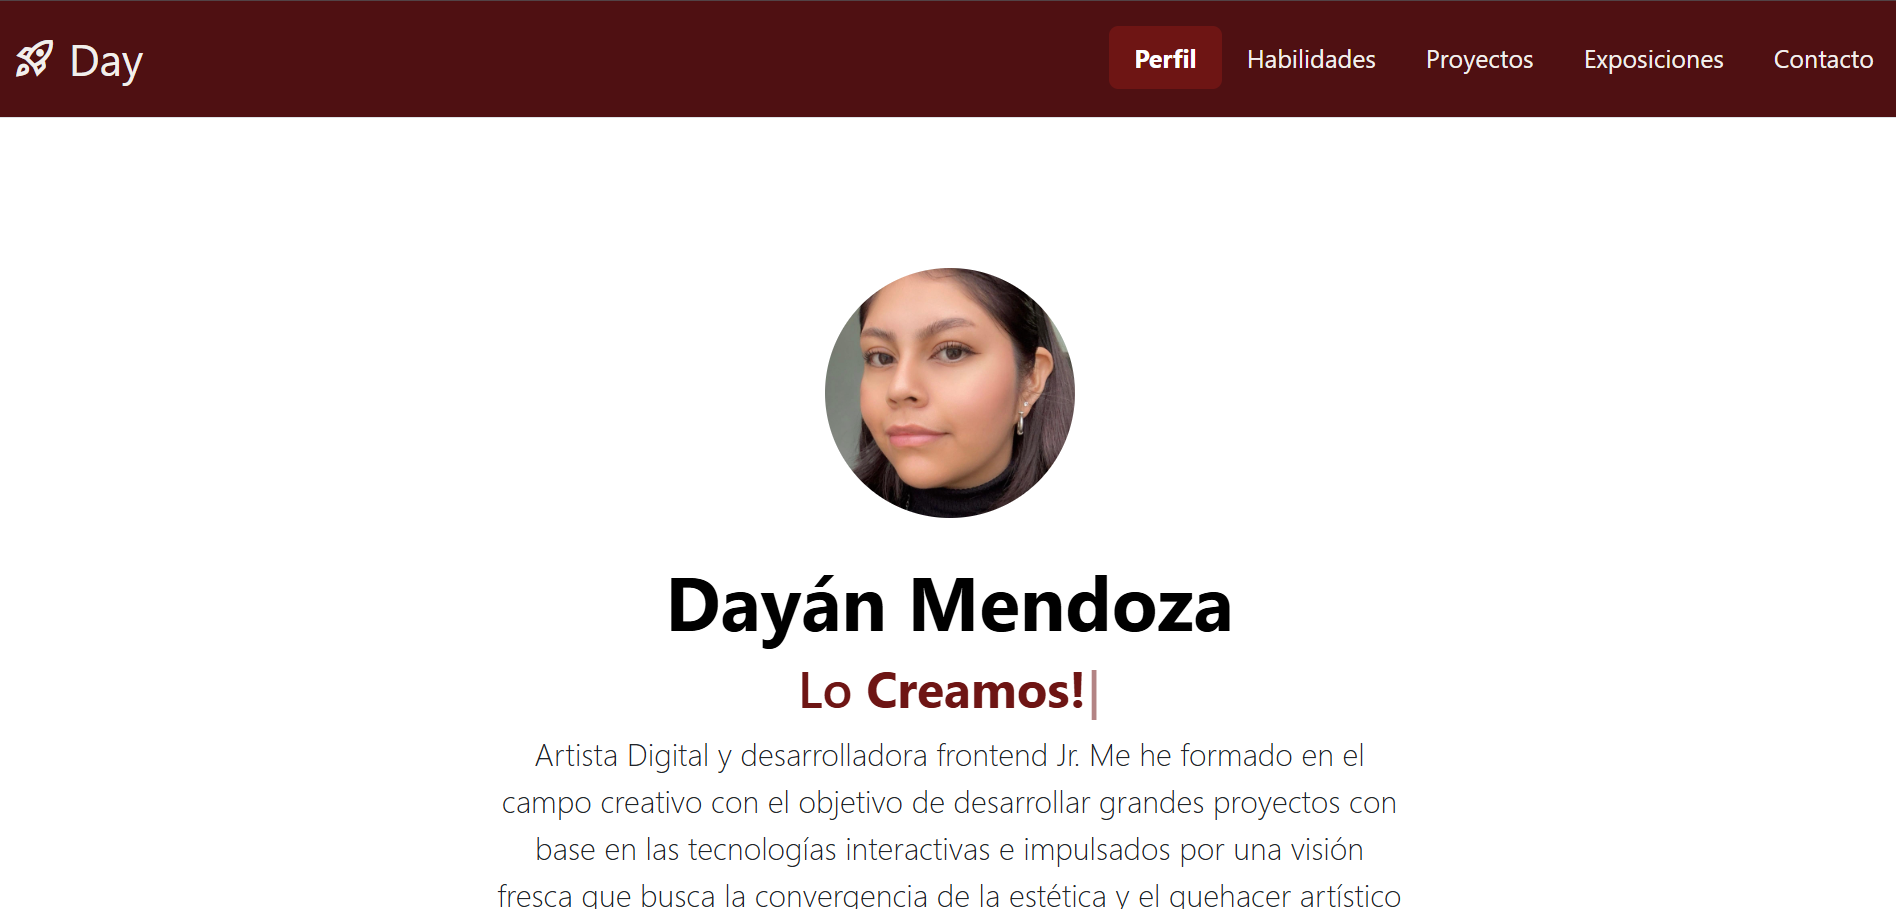 Day
Perfil Habilidades Proyectos Exposiciones Contacto
Dayán Mendoza
Lo Creamos!|
Artista Digital y desarrolladora frontend Jr. Me he formado en el
campo creativo con el objetivo de desarrollar grandes proyectos con
base en las tecnologías interactivas e impulsados por una visión
fresca que busca la convergencia de la estética y el quehacer artístico